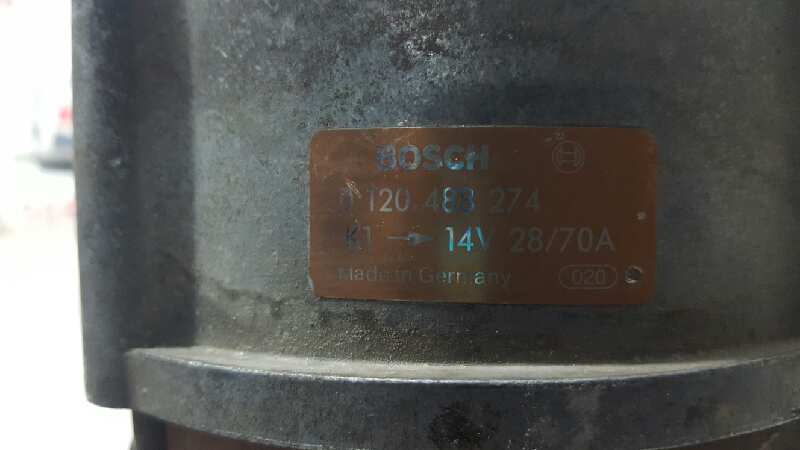 BOSCH
0 120 488 274
K1 → 14V 28/70A
Made in Germany 020